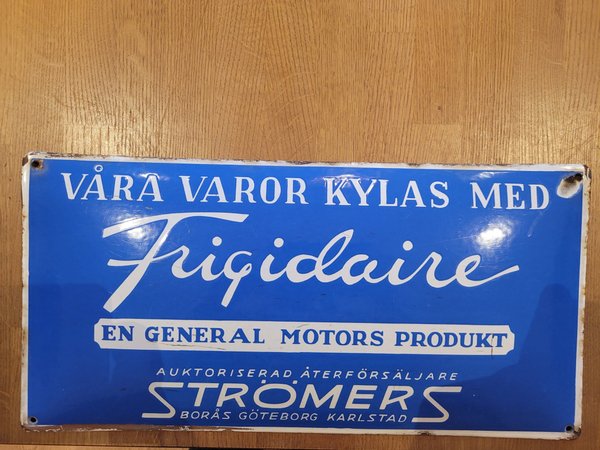 VÅRA VAROR KYLAS MED
Frigidaire
EN GENERAL MOTORS PRODUKT
AUKTORISERAD ÅTERFÖRSÄLJARE
STRÖMERS
BORÅS GÖTEBORG KARLSTAD